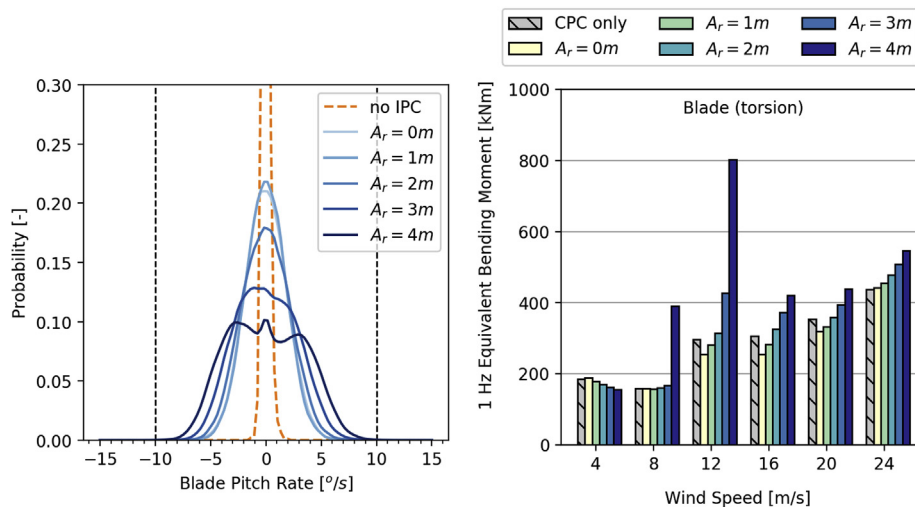 CPC only
A_r = 0m
A_r = 1m
A_r = 2m
A_r = 3m
A_r = 4m
0.30
0.25
0.20
0.15
0.10
0.05
0.00
Probability [-]
no IPC
A_r = 0m
A_r = 1m
A_r = 2m
A_r = 3m
A_r = 4m
−15 −10 −5 0 5 10 15
Blade Pitch Rate [°/s]
Blade (torsion)
1000
800
600
400
200
0
1 Hz Equivalent Bending Moment [kNm]
4 8 12 16 20 24
Wind Speed [m/s]